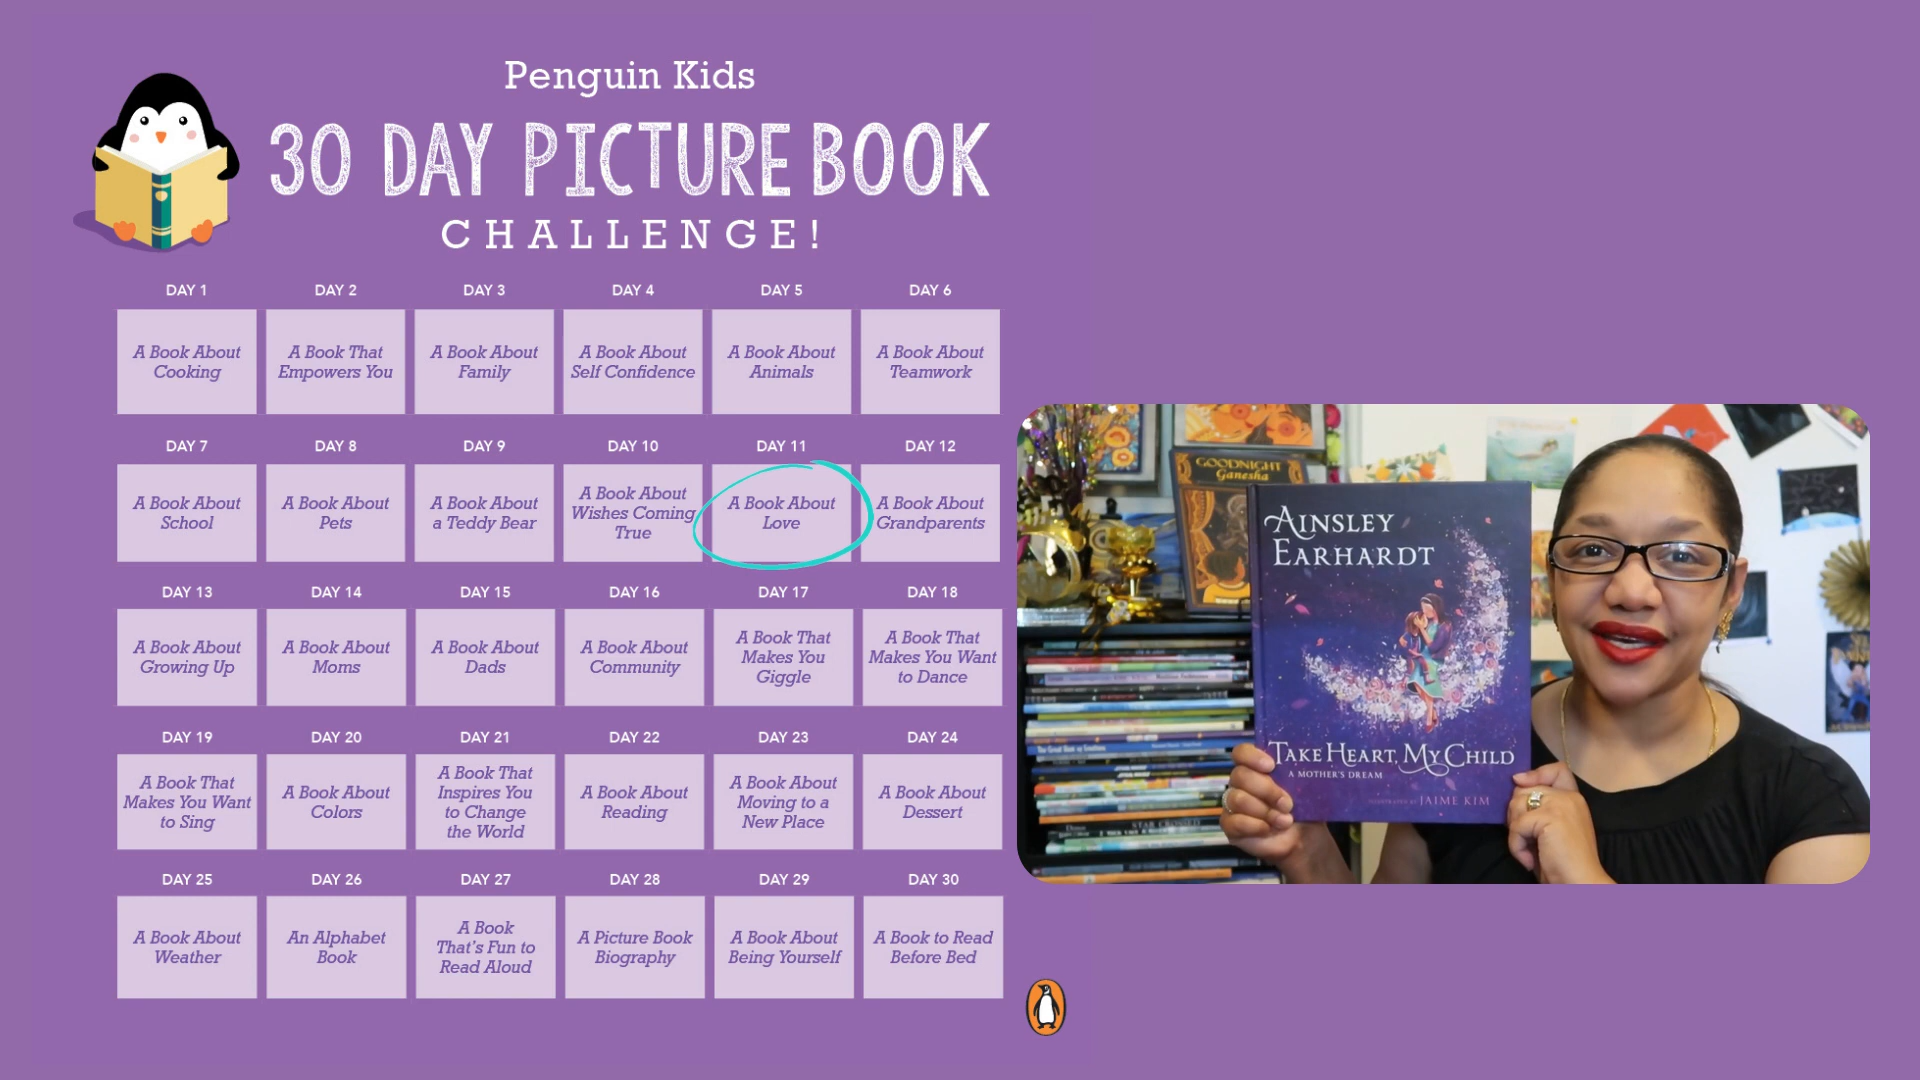 Penguin Kids
30 DAY PICTURE BOOK
CHALLENGE!
DAY 1
DAY 2
DAY 3
DAY 4
DAY 5
DAY 6
A Book About
Cooking
A Book That
Empowers You
A Book About
Family
A Book About
Self Confidence
A Book About
Animals
A Book About
Teamwork
DAY 7
DAY 8
DAY 9
DAY 10
DAY 11
DAY 12
A Book About
School
A Book About
Pets
A Book About
a Teddy Bear
A Book About
Wishes Coming
True
A Book About
Love
A Book About
Grandparents
DAY 13
DAY 14
DAY 15
DAY 16
DAY 17
DAY 18
A Book About
Growing Up
A Book About
Moms
A Book About
Dads
A Book About
Community
A Book That
Makes You
Giggle
A Book That
Makes You Want
to Dance
DAY 19
DAY 20
DAY 21
DAY 22
DAY 23
DAY 24
A Book That
Makes You Want
to Sing
A Book About
Colors
A Book That
Inspires You
to Change
the World
A Book About
Reading
A Book About
Moving to a
New Place
A Book About
Dessert
DAY 25
DAY 26
DAY 27
DAY 28
DAY 29
DAY 30
A Book About
Weather
An Alphabet
Book
A Book
That's Fun to
Read Aloud
A Picture Book
Biography
A Book About
Being Yourself
A Book to Read
Before Bed
GOODNIGHT
Ganesha
AINSLEY
EARHARDT
TAKE HEART, MY CHILD
A MOTHER'S DREAM
ILLUSTRATED BY JAIME KIM
STAR CROSSED